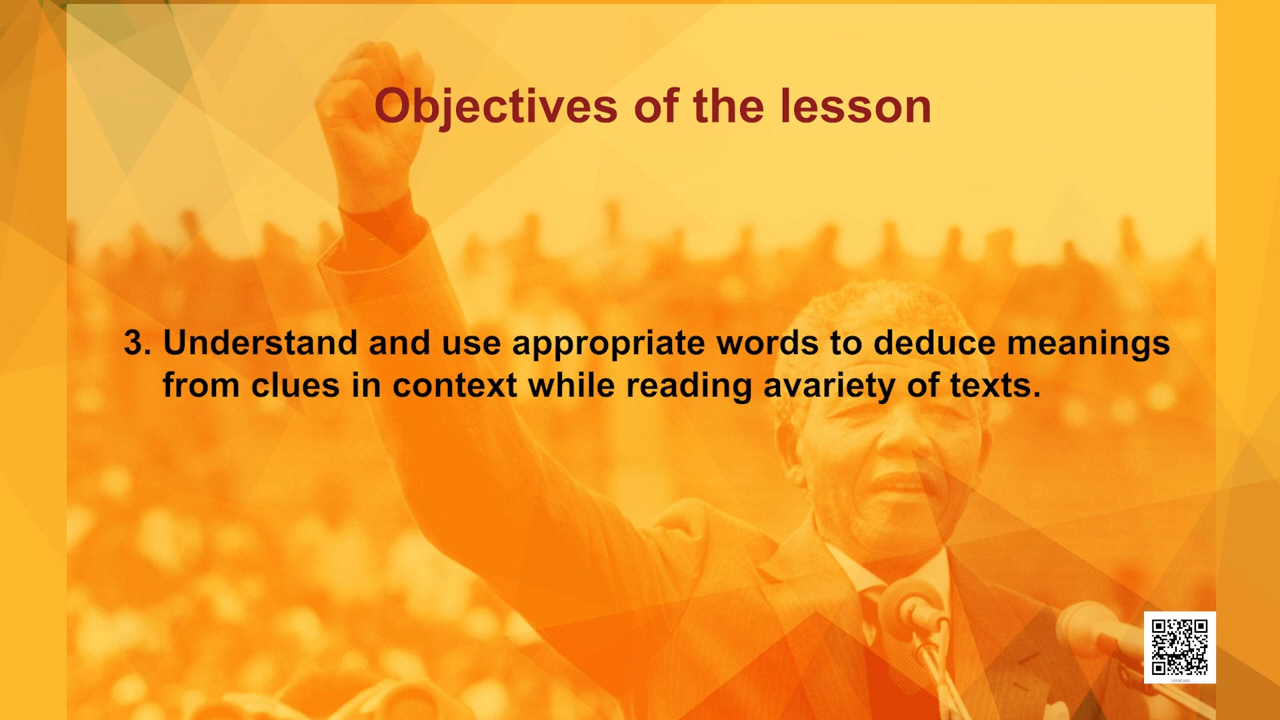 Objectives of the lesson
3. Understand and use appropriate words to deduce meanings
from clues in context while reading avariety of texts.